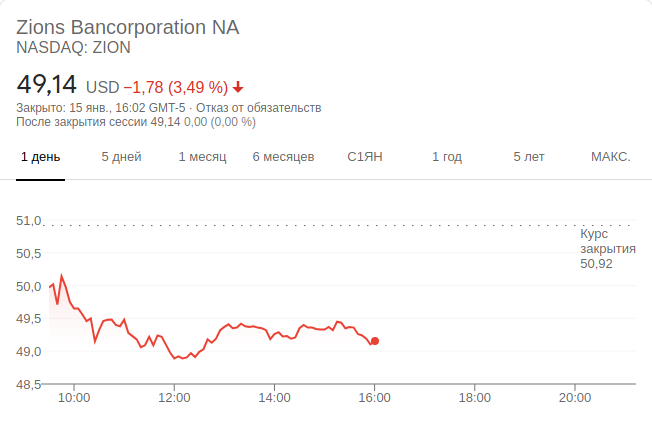 Zions Bancorporation NA
NASDAQ: ZION
49,14 USD −1,78 (3,49 %)
Закрыто: 15 янв., 16:02 GMT-5 · Отказ от обязательств
После закрытия сессии 49,14 0,00 (0,00 %)
1 день 5 дней 1 месяц 6 месяцев С1ЯН 1 год 5 лет МАКС.
51,0
Курс
закрытия
50,92
50,5
50,0
49,5
49,0
48,5
10:00 12:00 14:00 16:00 18:00 20:00